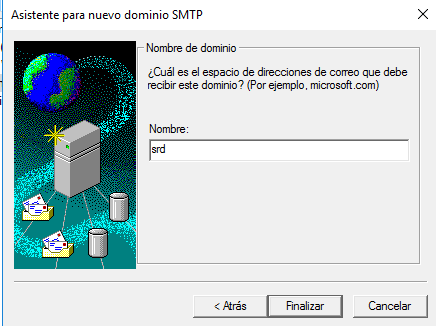 Asistente para nuevo dominio SMTP
Nombre de dominio
¿Cuál es el espacio de direcciones de correo que debe
recibir este dominio? (Por ejemplo, microsoft.com)
Nombre:
srd
< Atrás Finalizar Cancelar